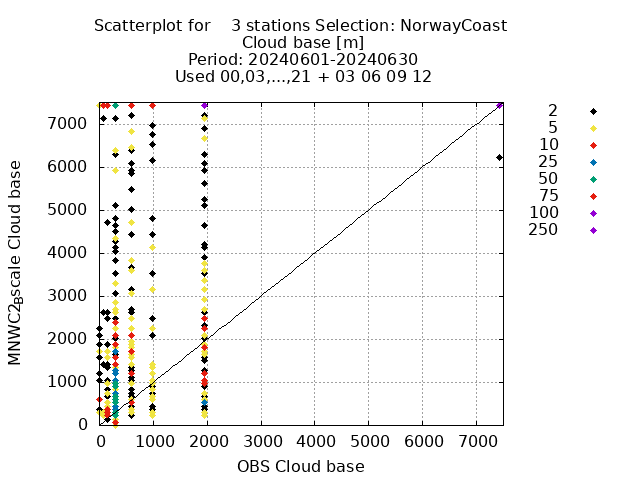 Scatterplot for 3 stations Selection: NorwayCoast
Cloud base [m]
Period: 20240601-20240630
Used 00,03,...,21 + 03 06 09 12
7000
6000
5000
4000
3000
2000
1000
0
0 1000 2000 3000 4000 5000 6000 7000
OBS Cloud base
MNWC2Bscale Cloud base
2
5
10
25
50
75
100
250